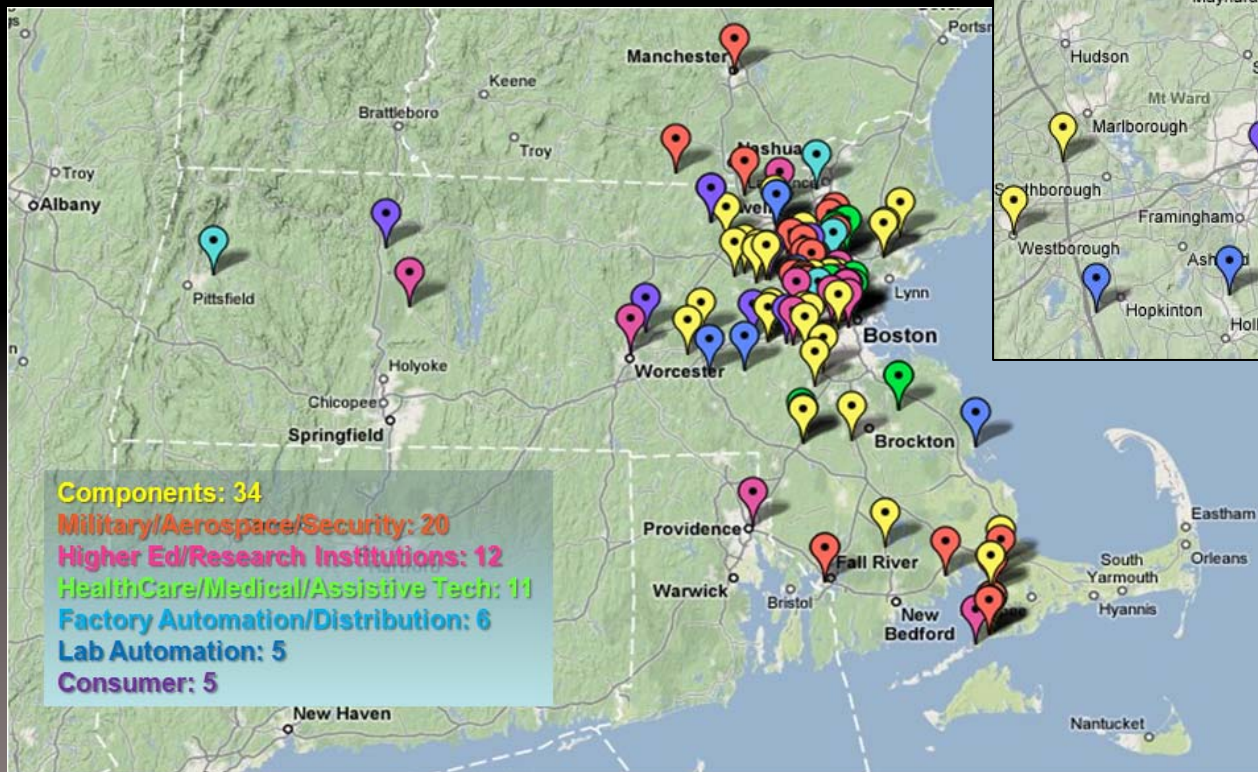 Portsr
Manchester
Keene
Brattleboro
Troy
Nashua
Troy
Albany
Pittsfield
Lynn
Boston
Worcester
Holyoke
Chicopee
Springfield
Brockton
Providence
Fall River
Warwick
Bristol
New
Bedford
Eastham
Orleans
South
Yarmouth
Hyannis
Nantucket
New Haven
Components: 34
Military/Aerospace/Security: 20
Higher Ed/Research Institutions: 12
HealthCare/Medical/Assistive Tech: 11
Factory Automation/Distribution: 6
Lab Automation: 5
Consumer: 5
Hudson
Mt Ward
Marlborough
Framingham
Westborough
Hopkinton